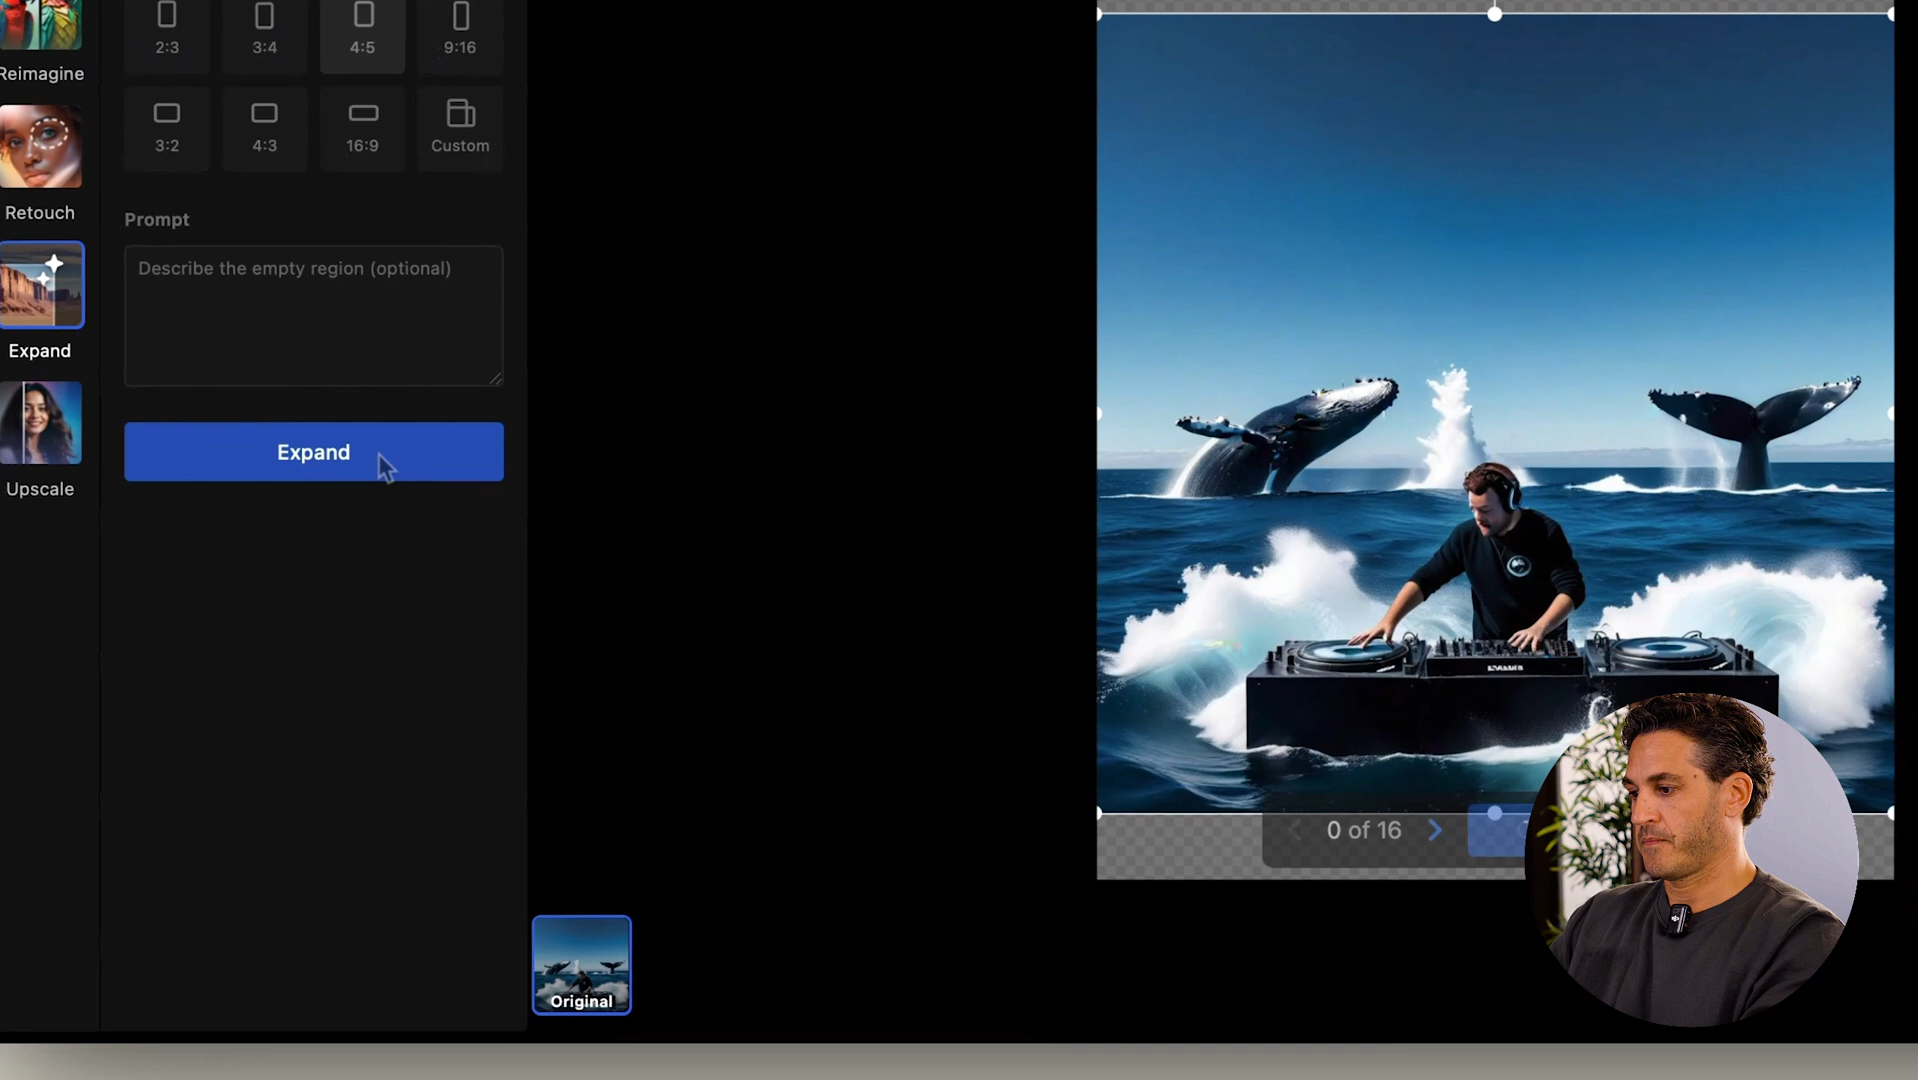 Reimagine
Retouch
Expand
Upscale
2:3
3:4
4:5
9:16
3:2
4:3
16:9
Custom
Prompt
Describe the empty region (optional)
Expand
0 of 16
Original